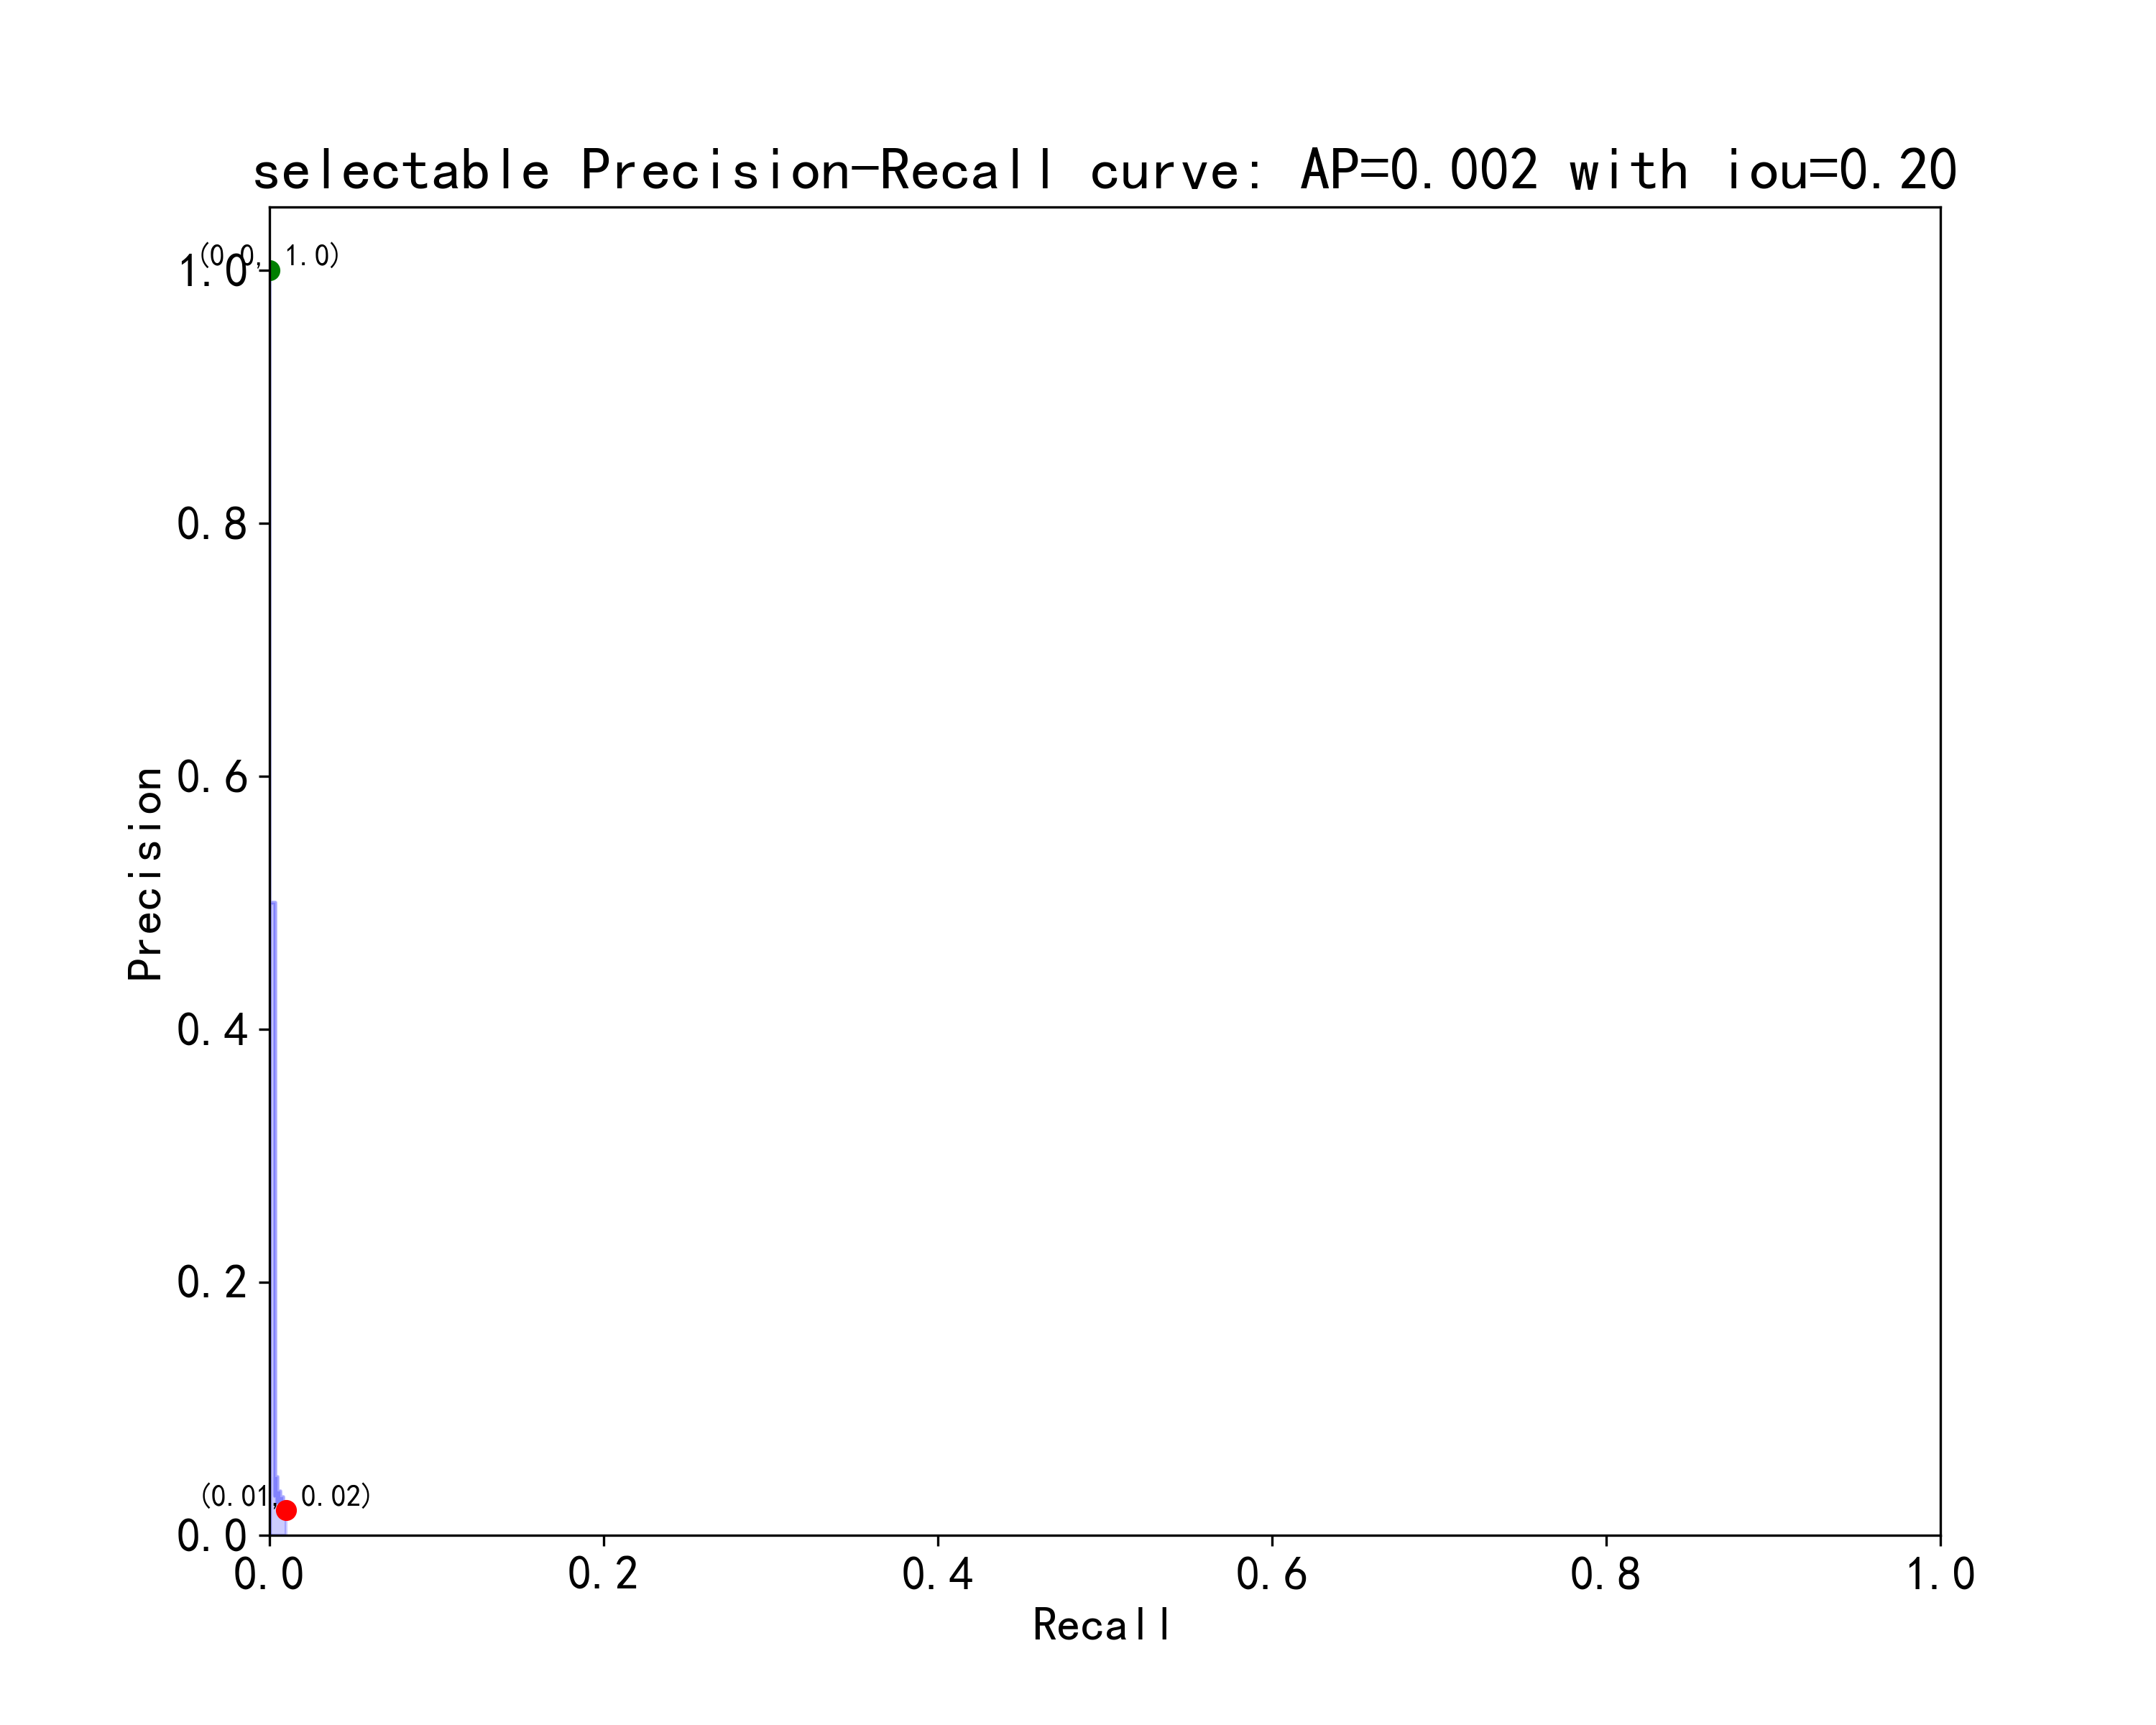 selectable Precision-Recall curve: AP=0.002 with iou=0.20
(0.0, 1.0)
1.0
0.8
0.6
0.4
0.2
0.0
Precision
(0.01, 0.02)
0.0 0.2 0.4 0.6 0.8 1.0
Recall